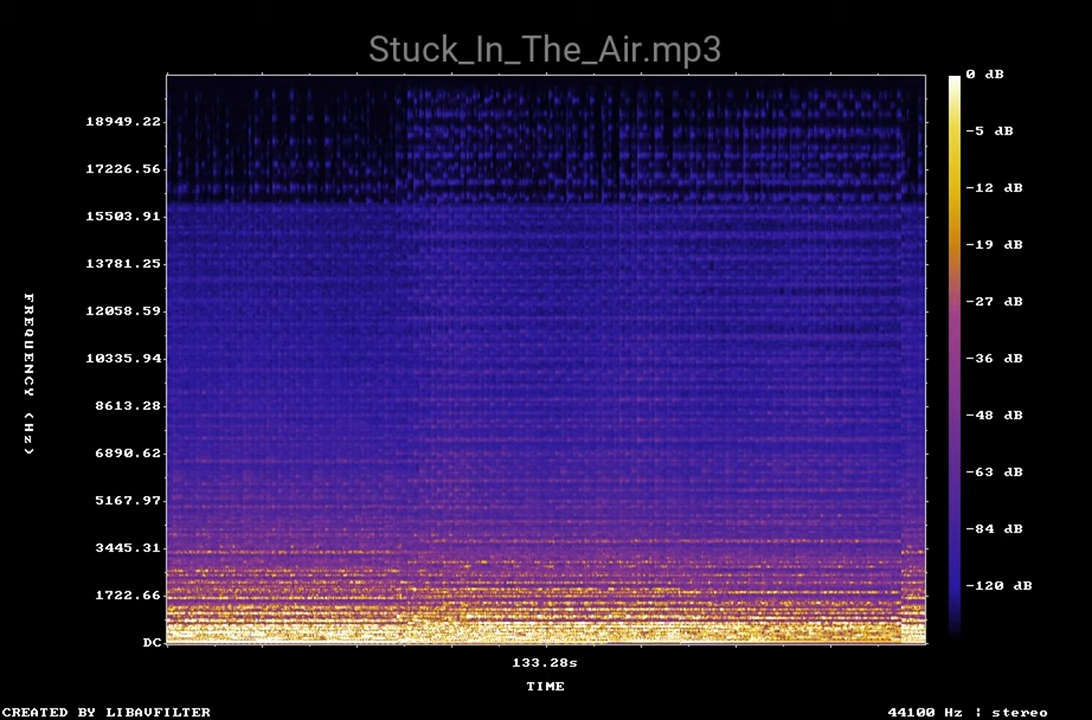 Stuck_In_The_Air.mp3
0 dB
18949.22
-5 dB
17226.56
-12 dB
15503.91
-19 dB
13781.25
-27 dB
12058.59
10335.94
-36 dB
8613.28
-48 dB
6890.62
-63 dB
5167.97
-84 dB
3445.31
-120 dB
1722.66
DC
FREQUENCY (Hz)
133.28s
TIME
CREATED BY LIBAVFILTER
44100 Hz | stereo